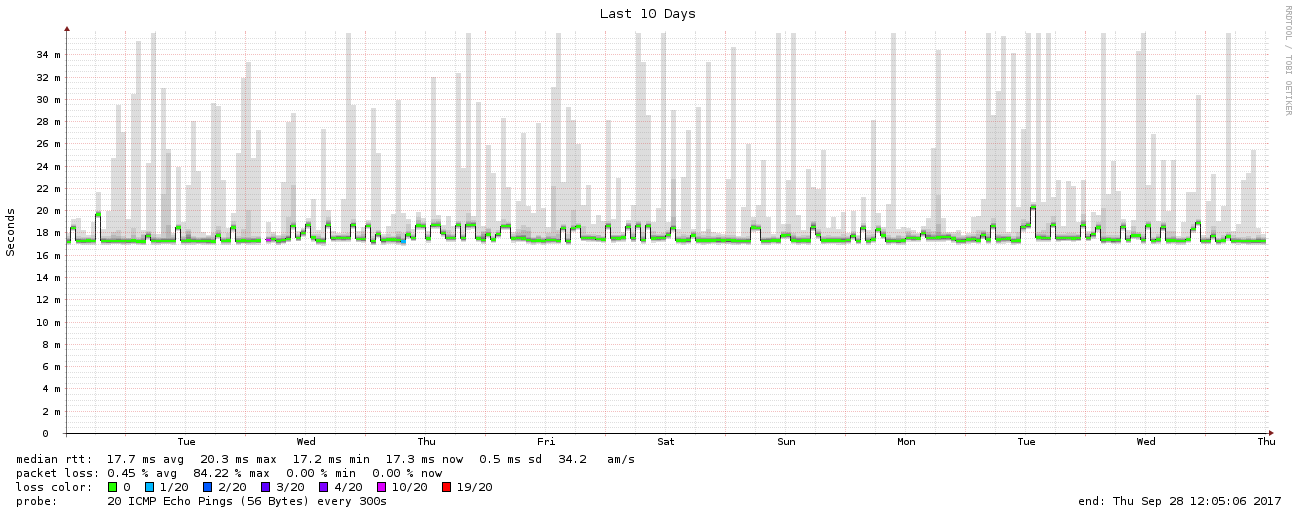 Last 10 Days
RRDTOOL / TOBI OETIKER
Seconds
34 m
32 m
30 m
28 m
26 m
24 m
22 m
20 m
18 m
16 m
14 m
12 m
10 m
8 m
6 m
4 m
2 m
0
Tue Wed Thu Fri Sat Sun Mon Tue Wed Thu
median rtt: 17.7 ms avg 20.3 ms max 17.2 ms min 17.3 ms now 0.5 ms sd 34.2 am/s
packet loss: 0.45 % avg 84.22 % max 0.00 % min 0.00 % now
loss color: 0 1/20 2/20 3/20 4/20 10/20 19/20
probe: 20 ICMP Echo Pings (56 Bytes) every 300s end: Thu Sep 28 12:05:06 2017